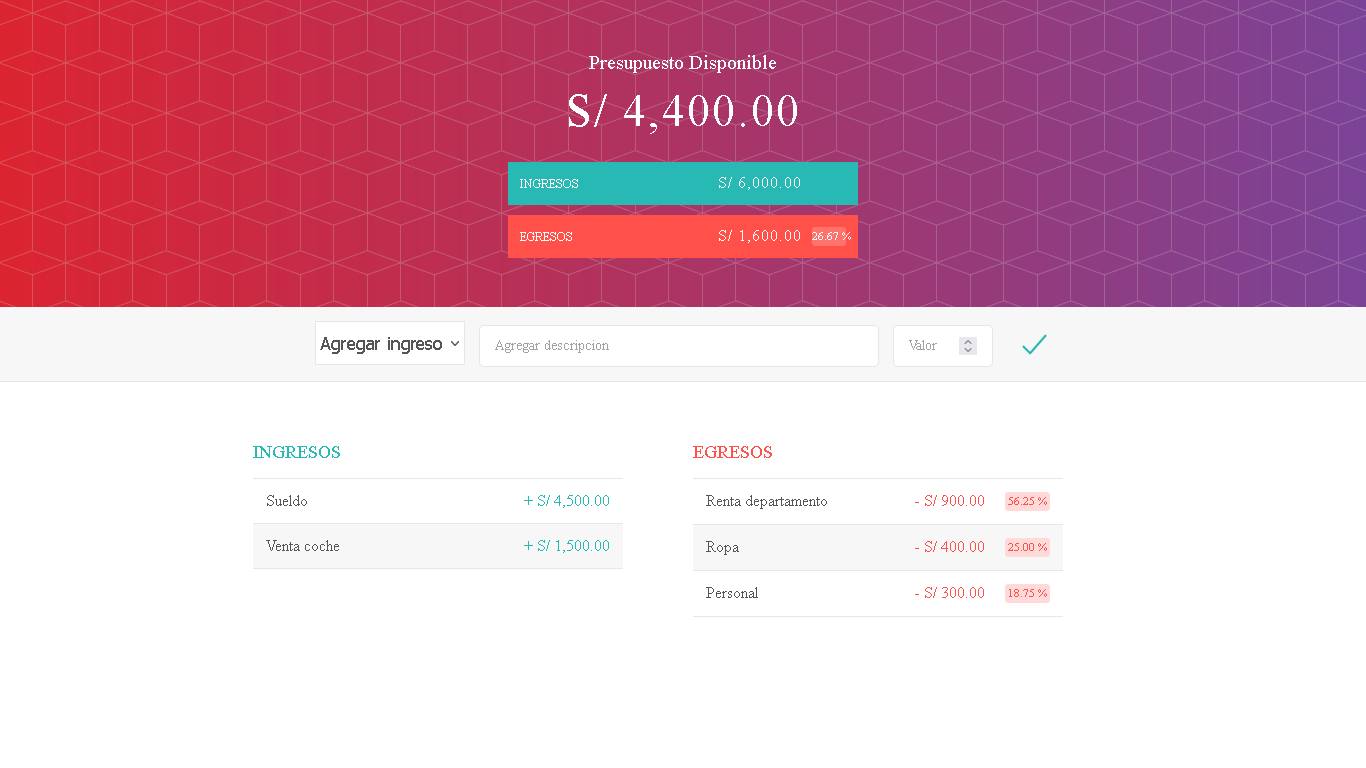 Presupuesto Disponible
S/ 4,400.00
INGRESOS S/ 6,000.00
EGRESOS S/ 1,600.00 26.67 %
Agregar ingreso Agregar descripcion Valor
INGRESOS
Sueldo + S/ 4,500.00
Venta coche + S/ 1,500.00
EGRESOS
Renta departamento - S/ 900.00 56.25 %
Ropa - S/ 400.00 25.00 %
Personal - S/ 300.00 18.75 %